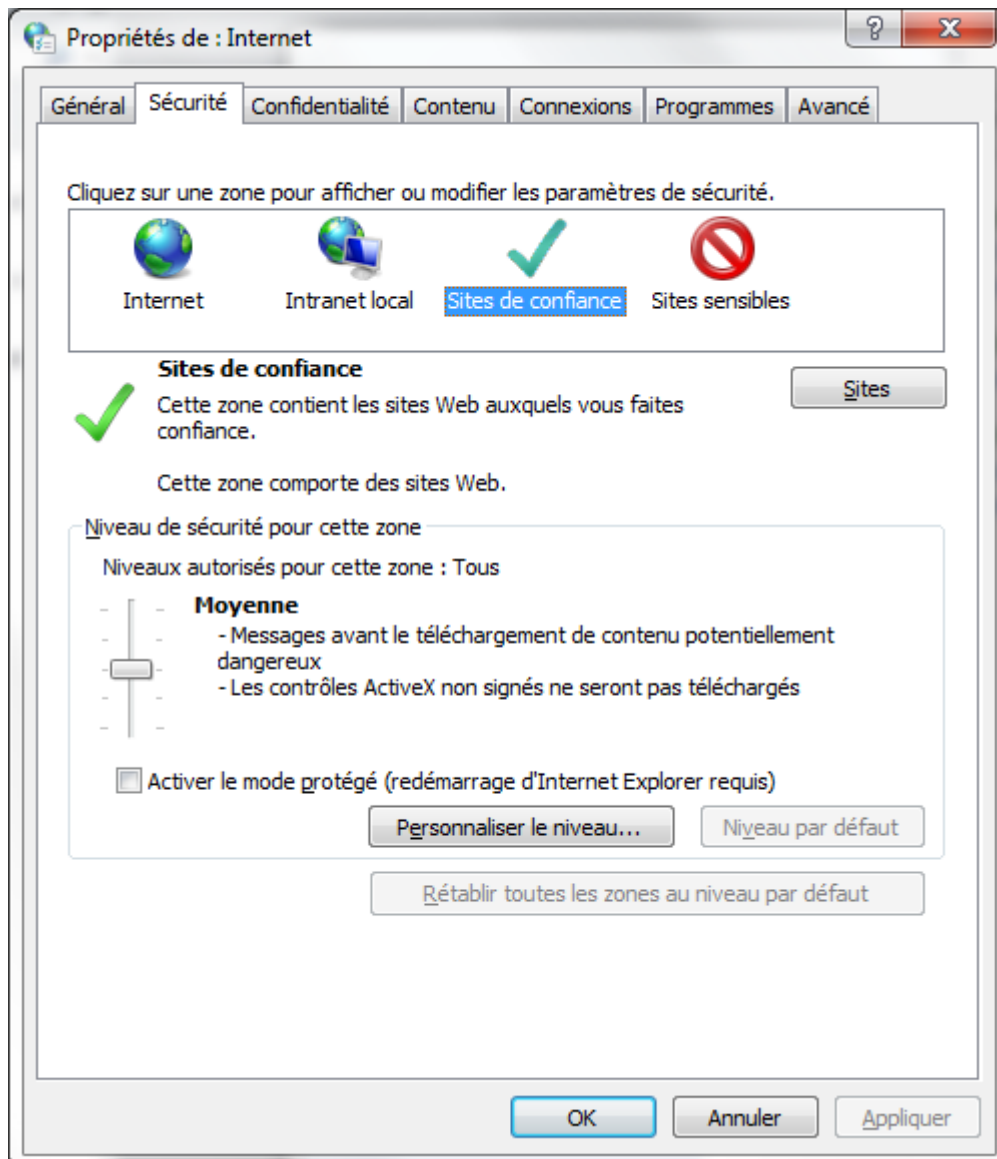 Propriétés de : Internet
Général Sécurité Confidentialité Contenu Connexions Programmes Avancé
Cliquez sur une zone pour afficher ou modifier les paramètres de sécurité.
Internet Intranet local Sites de confiance Sites sensibles
Sites de confiance
Sites
Cette zone contient les sites Web auxquels vous faites
confiance.
Cette zone comporte des sites Web.
Niveau de sécurité pour cette zone
Niveaux autorisés pour cette zone : Tous
Moyenne
- Messages avant le téléchargement de contenu potentiellement
dangereux
- Les contrôles ActiveX non signés ne seront pas téléchargés
Activer le mode protégé (redémarrage d'Internet Explorer requis)
Personnaliser le niveau... Niveau par défaut
Rétablir toutes les zones au niveau par défaut
OK Annuler Appliquer